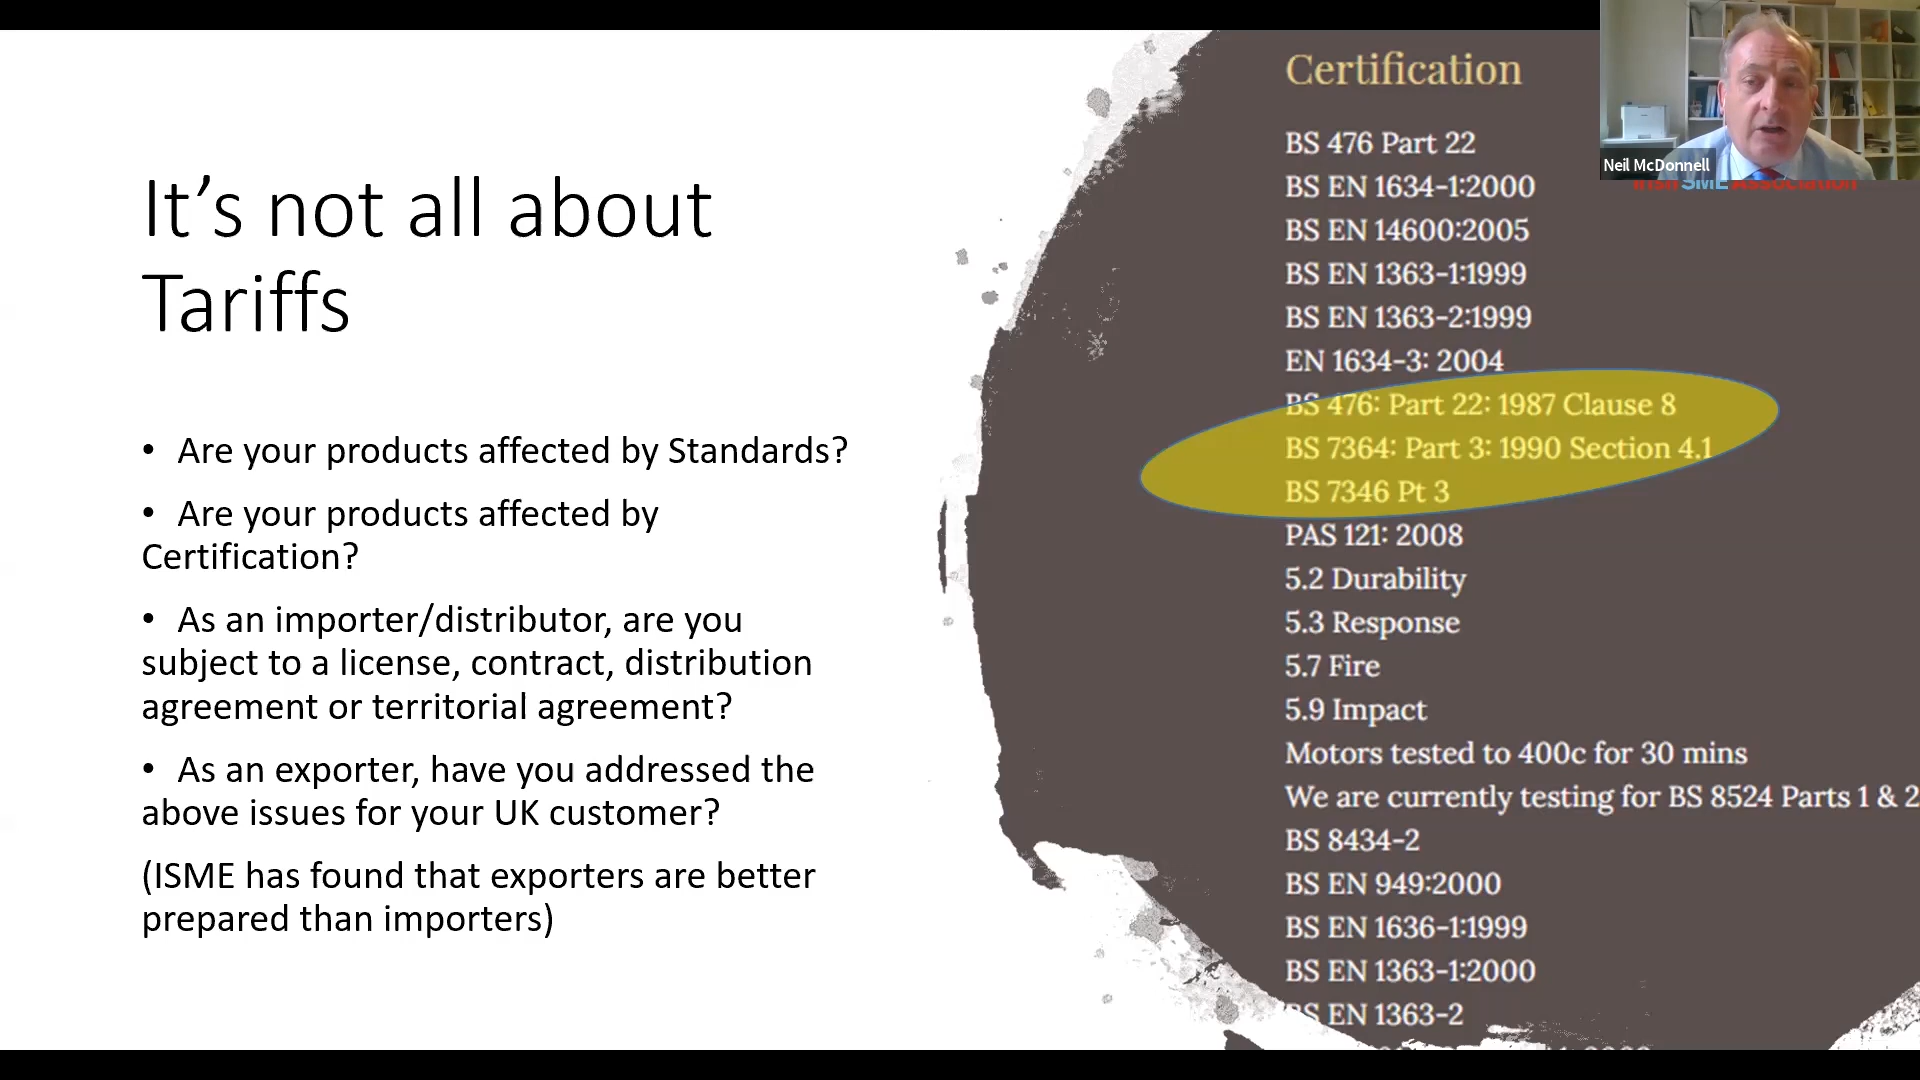 It's not all about
Tariffs
• Are your products affected by Standards?
• Are your products affected by
Certification?
• As an importer/distributor, are you
subject to a license, contract, distribution
agreement or territorial agreement?
• As an exporter, have you addressed the
above issues for your UK customer?
(ISME has found that exporters are better
prepared than importers)
Certification
BS 476 Part 22
BS EN 1634-1:2000
BS EN 14600:2005
BS EN 1363-1:1999
BS EN 1363-2:1999
EN 1634-3: 2004
BS 476: Part 22: 1987 Clause 8
BS 7364: Part 3: 1990 Section 4.1
BS 7346 Pt 3
PAS 121: 2008
5.2 Durability
5.3 Response
5.7 Fire
5.9 Impact
Motors tested to 400c for 30 mins
We are currently testing for BS 8524 Parts 1 & 2
BS 8434-2
BS EN 949:2000
BS EN 1636-1:1999
BS EN 1363-1:2000
BS EN 1363-2
Neil McDonnell
Irish SME Association